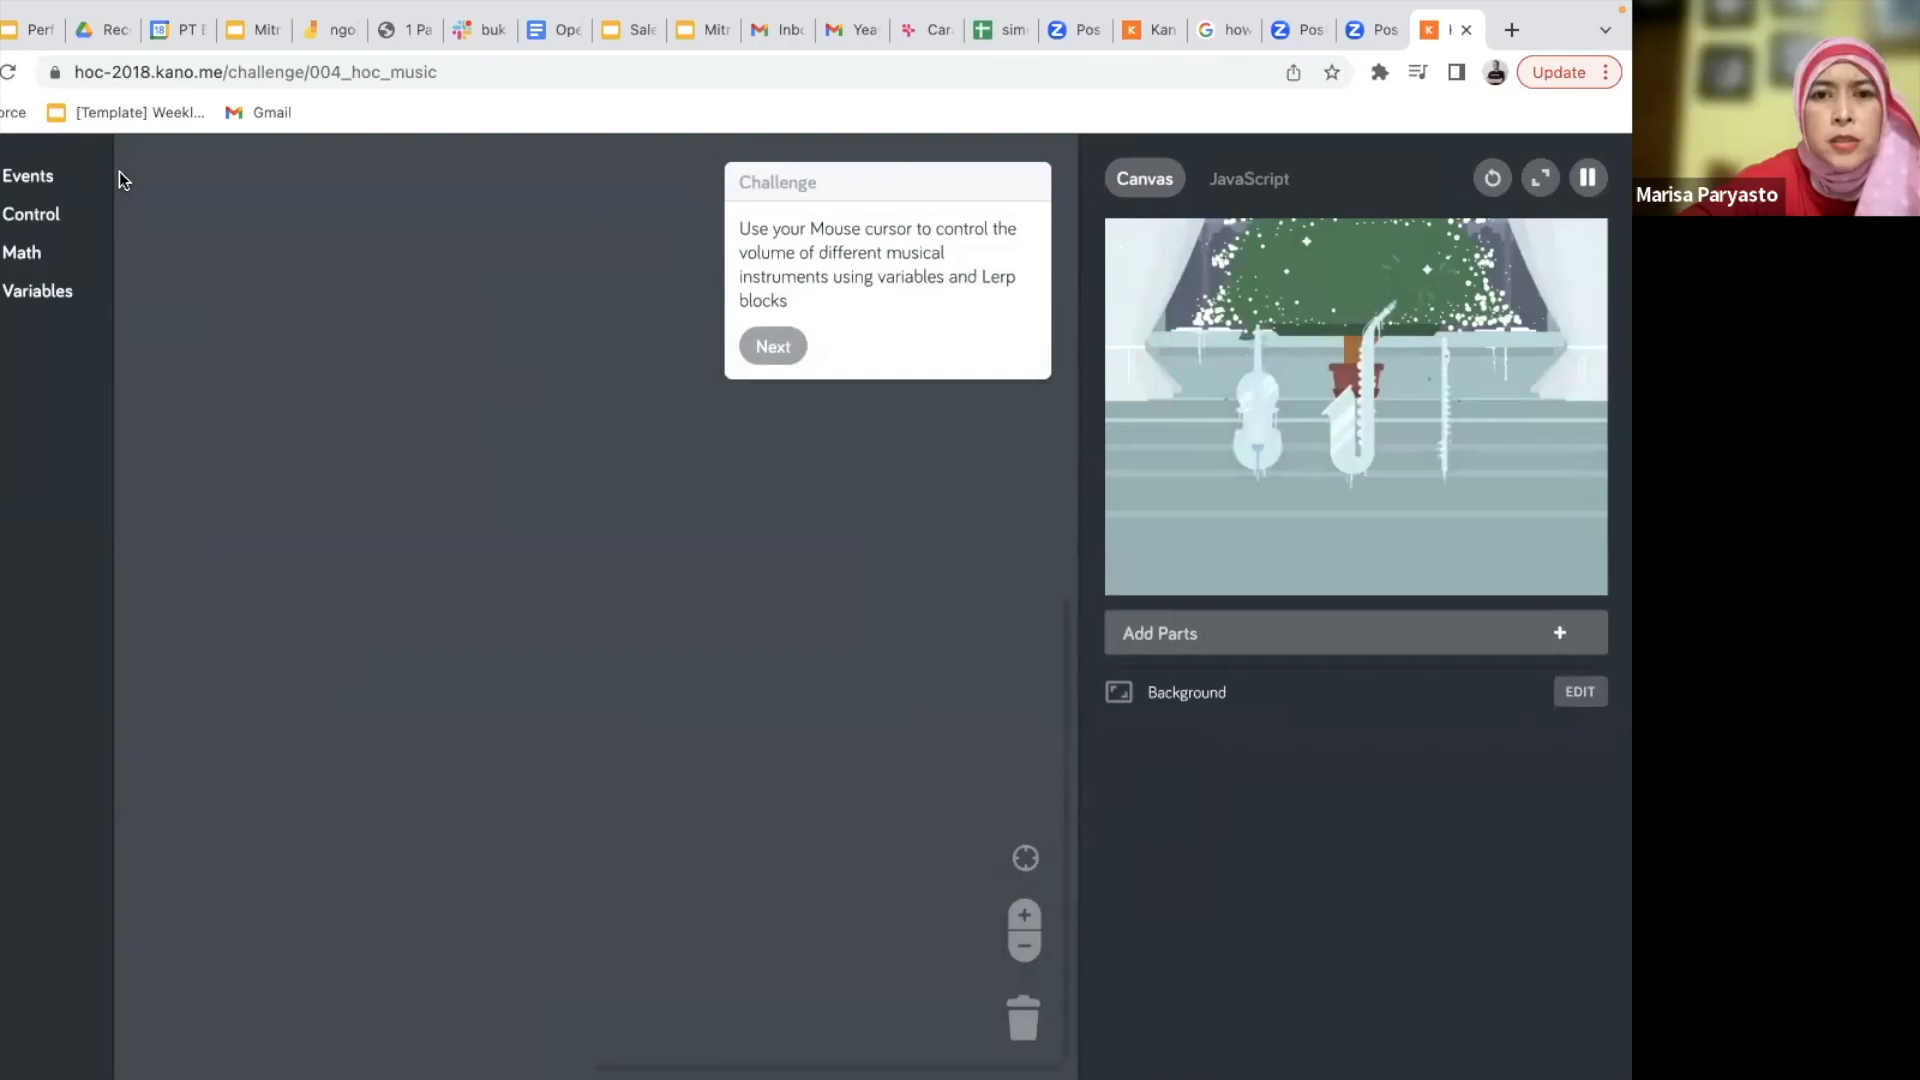 Perf
Rec
18
PT E
Mitr
ngo
1 Pa
buk
Ope
Sale
Mitr
Inbo
Yea
Car
sim
Pos
Kan
how
Pos
Pos
hoc-2018.kano.me/challenge/004_hoc_music
Update
orce
[Template] Weekl...
Gmail
Events
Control
Math
Variables
Challenge
Use your Mouse cursor to control the
volume of different musical
instruments using variables and Lerp
blocks
Next
Canvas
JavaScript
Add Parts
Background
EDIT
Marisa Paryasto